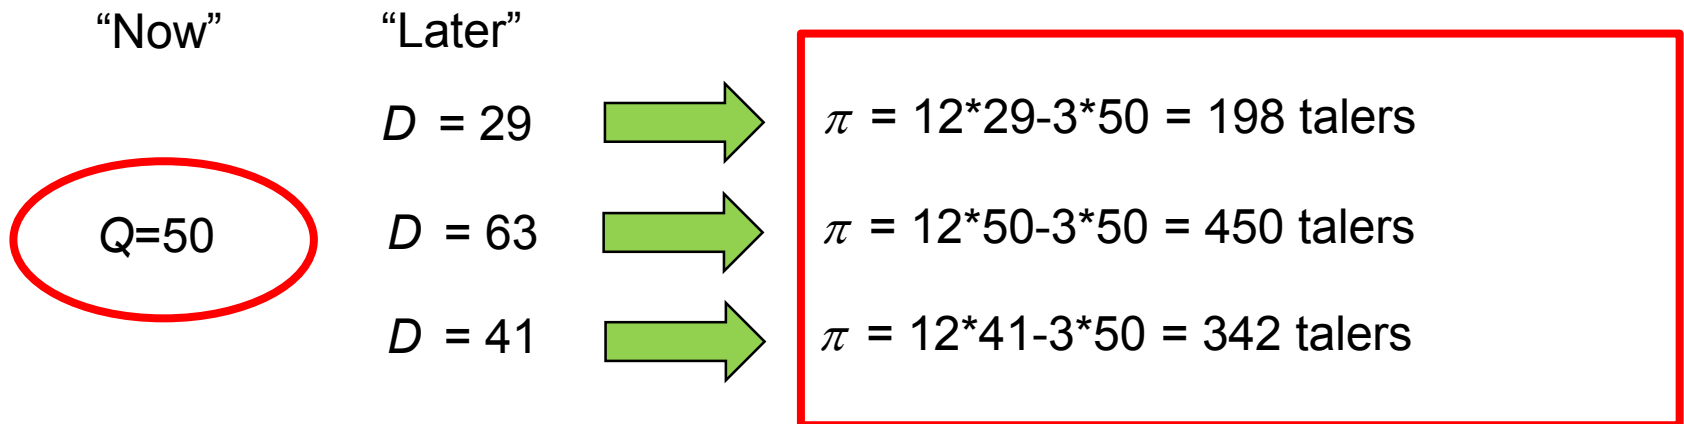 “Now” “Later”
D = 29 π = 12*29-3*50 = 198 talers
Q=50 D = 63 π = 12*50-3*50 = 450 talers
D = 41 π = 12*41-3*50 = 342 talers